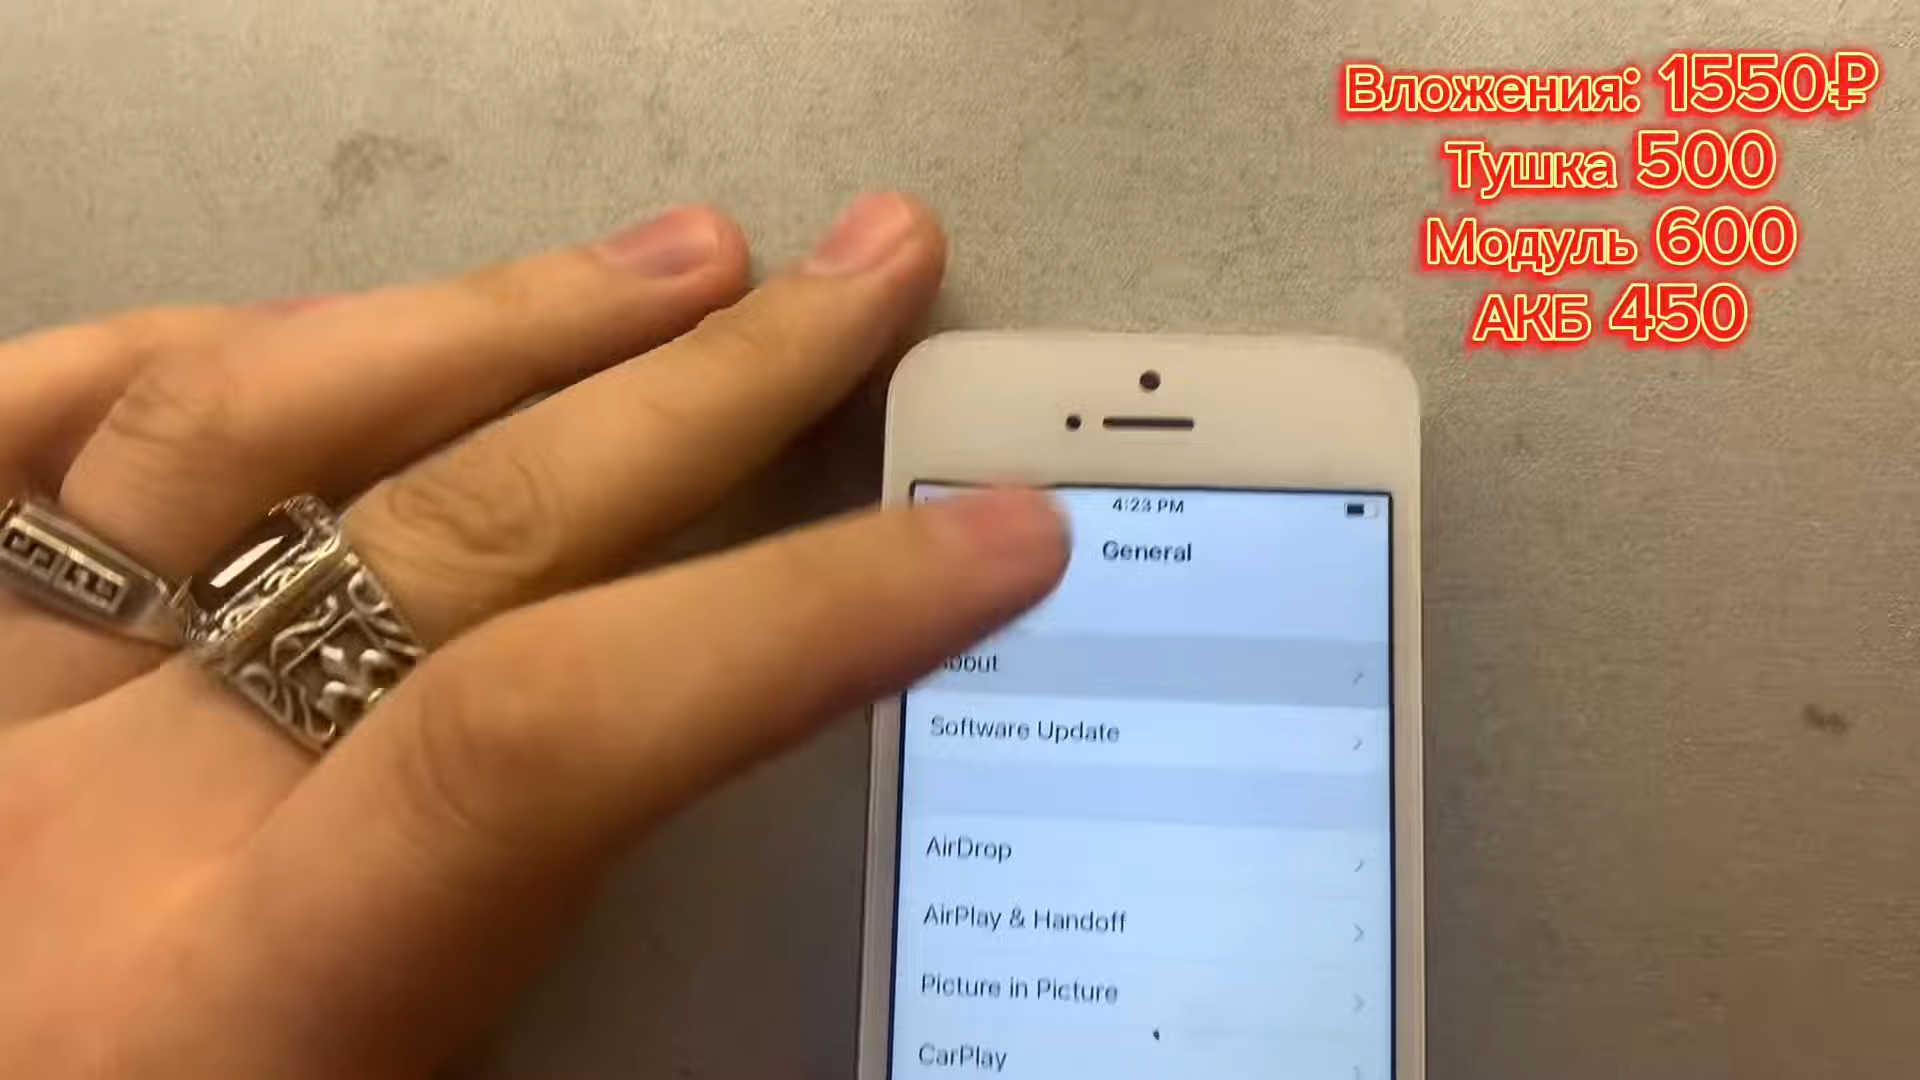 Вложения: 1550₽
Тушка 500
Модуль 600
АКБ 450
4:23 PM
General
About
Software Update
AirDrop
AirPlay & Handoff
Picture in Picture
CarPlay